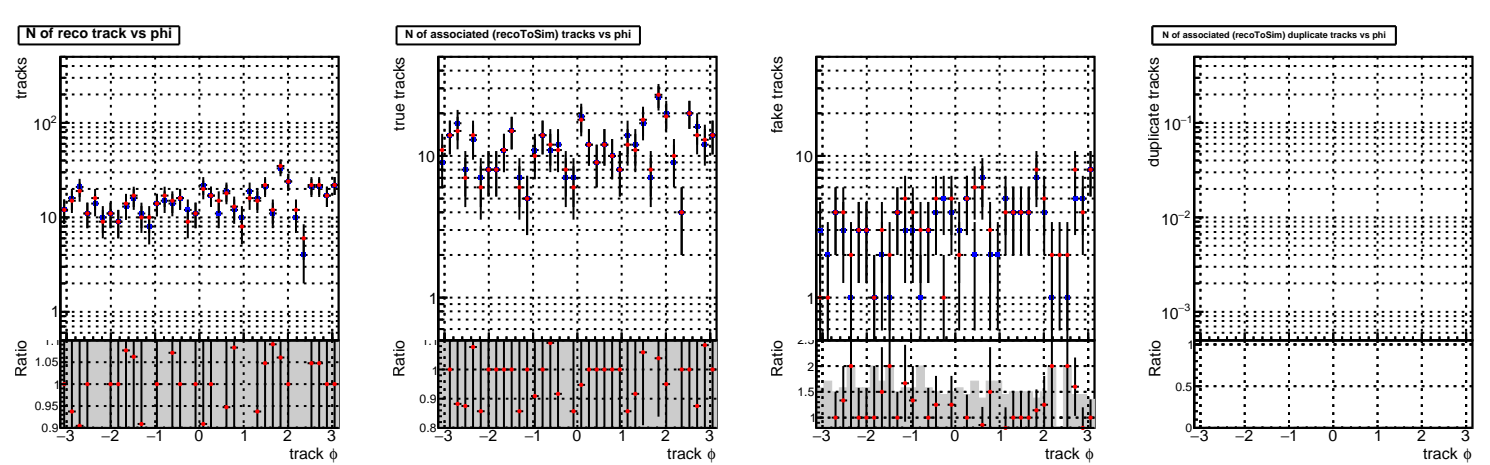 N of reco track vs phi
tracks
10²
10
1
Ratio
1.05
1
0.95
0.9
−3 −2 −1 0 1 2 3
track ϕ
N of associated (recoToSim) tracks vs phi
true tracks
10
1
Ratio
1.1
1
0.9
0.8
−3 −2 −1 0 1 2 3
track ϕ
fake tracks
10
1
Ratio
2.5
2
1.5
1
−3 −2 −1 0 1 2 3
track ϕ
N of associated (recoToSim) duplicate tracks vs phi
duplicate tracks
10⁻¹
10⁻²
10⁻³
Ratio
1
0.5
0
−3 −2 −1 0 1 2 3
track ϕ